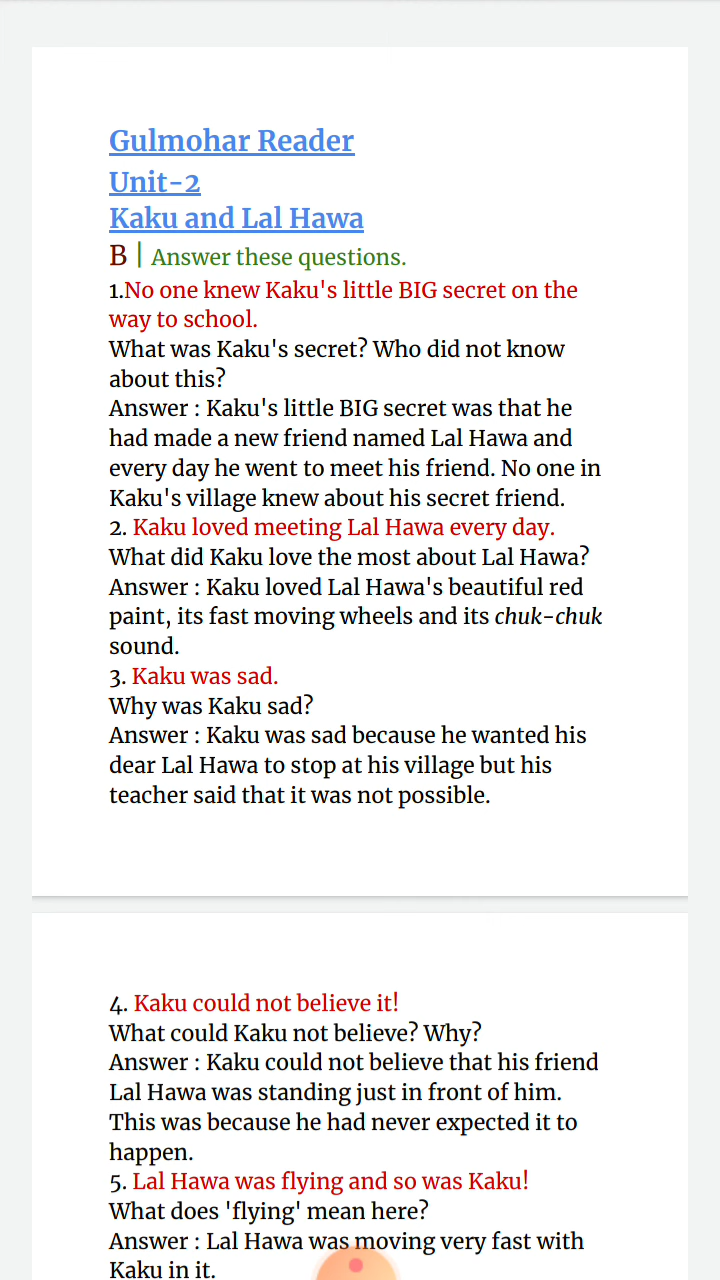 Gulmohar Reader
Unit-2
Kaku and Lal Hawa
B | Answer these questions.
1.No one knew Kaku's little BIG secret on the
way to school.
What was Kaku's secret? Who did not know
about this?
Answer : Kaku's little BIG secret was that he
had made a new friend named Lal Hawa and
every day he went to meet his friend. No one in
Kaku's village knew about his secret friend.
2. Kaku loved meeting Lal Hawa every day.
What did Kaku love the most about Lal Hawa?
Answer : Kaku loved Lal Hawa's beautiful red
paint, its fast moving wheels and its chuk-chuk
sound.
3. Kaku was sad.
Why was Kaku sad?
Answer : Kaku was sad because he wanted his
dear Lal Hawa to stop at his village but his
teacher said that it was not possible.
4. Kaku could not believe it!
What could Kaku not believe? Why?
Answer : Kaku could not believe that his friend
Lal Hawa was standing just in front of him.
This was because he had never expected it to
happen.
5. Lal Hawa was flying and so was Kaku!
What does 'flying' mean here?
Answer : Lal Hawa was moving very fast with
Kaku in it.